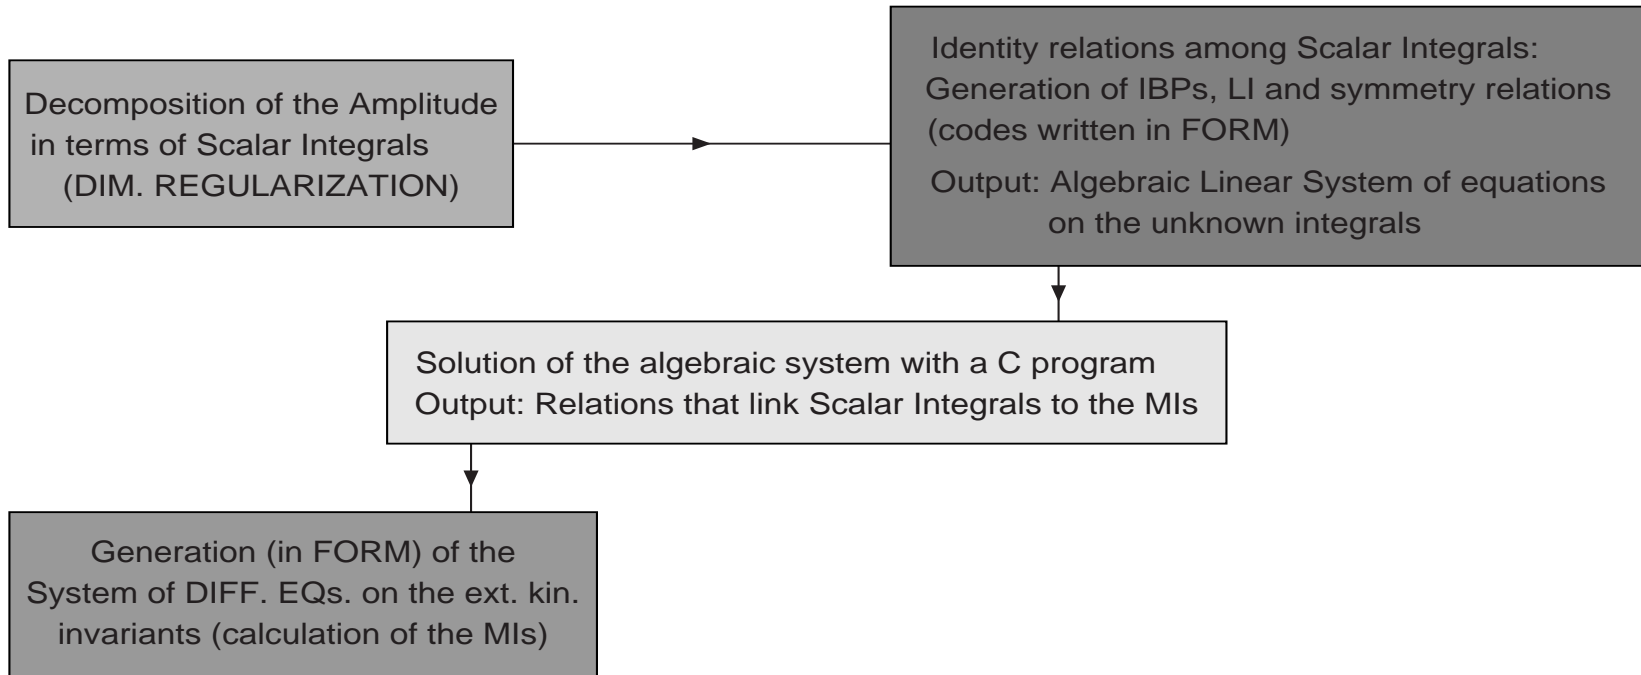 Decomposition of the Amplitude
in terms of Scalar Integrals
(DIM. REGULARIZATION)
Identity relations among Scalar Integrals:
Generation of IBPs, LI and symmetry relations
(codes written in FORM)
Output: Algebraic Linear System of equations
on the unknown integrals
Solution of the algebraic system with a C program
Output: Relations that link Scalar Integrals to the MIs
Generation (in FORM) of the
System of DIFF. EQs. on the ext. kin.
invariants (calculation of the MIs)